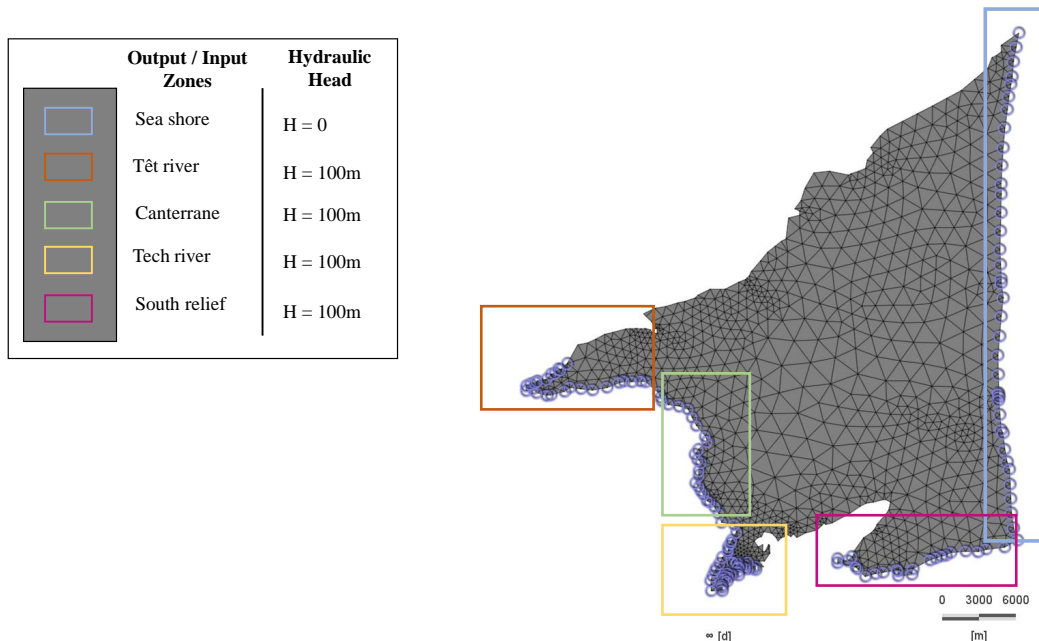 Output / Input
Zones
Hydraulic
Head
Sea shore
H = 0
Têt river
H = 100m
Canterrane
H = 100m
Tech river
H = 100m
South relief
H = 100m
0 3000 6000
[m]
∞ [d]